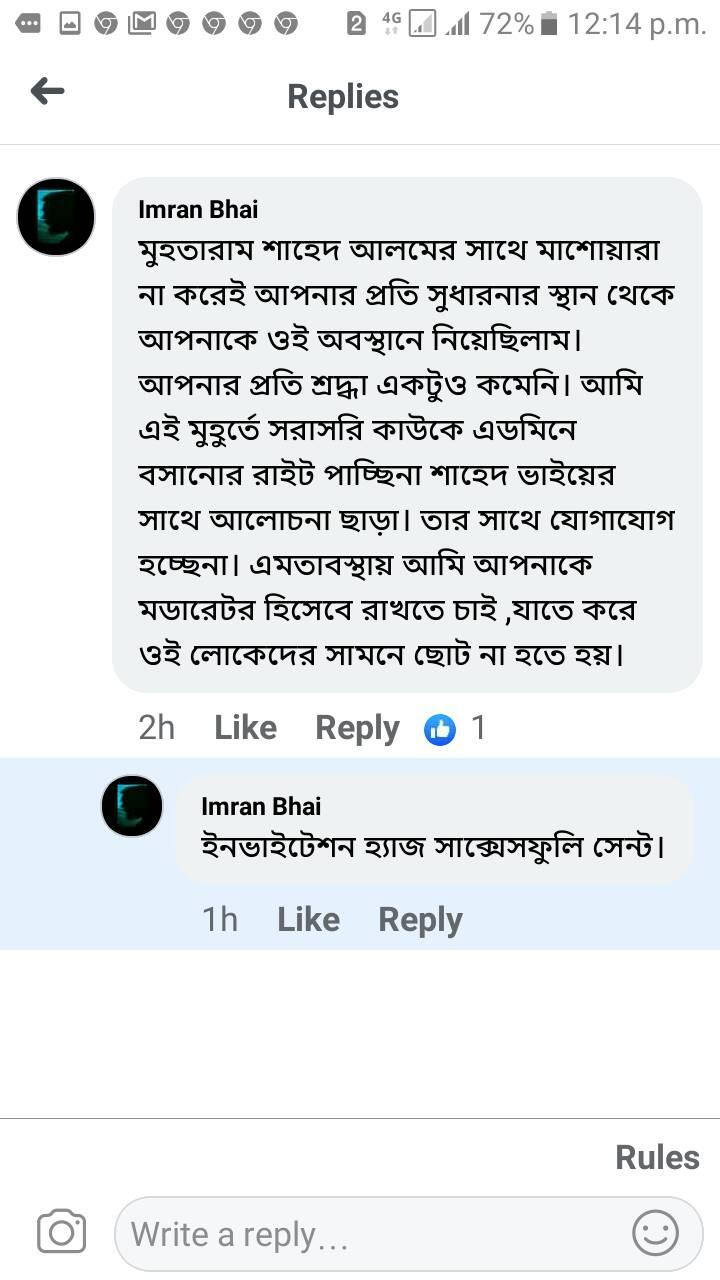 2 4G 72% 12:14 p.m.
Replies
Imran Bhai
মুহতারাম শাহেদ আলমের সাথে মাশোয়ারা
না করেই আপনার প্রতি সুধারনার স্থান থেকে
আপনাকে ওই অবস্থানে নিয়েছিলাম।
আপনার প্রতি শ্রদ্ধা একটুও কমেনি। আমি
এই মুহূর্তে সরাসরি কাউকে এডমিনে
বসানোর রাইট পাচ্ছিনা শাহেদ ভাইয়ের
সাথে আলোচনা ছাড়া। তার সাথে যোগাযোগ
হচ্ছেনা। এমতাবস্থায় আমি আপনাকে
মডারেটর হিসেবে রাখতে চাই ,যাতে করে
ওই লোকেদের সামনে ছোট না হতে হয়।
2h Like Reply 1
Imran Bhai
ইনভাইটেশন হ্যাজ সাক্সেসফুলি সেন্ট।
1h Like Reply
Rules
Write a reply...